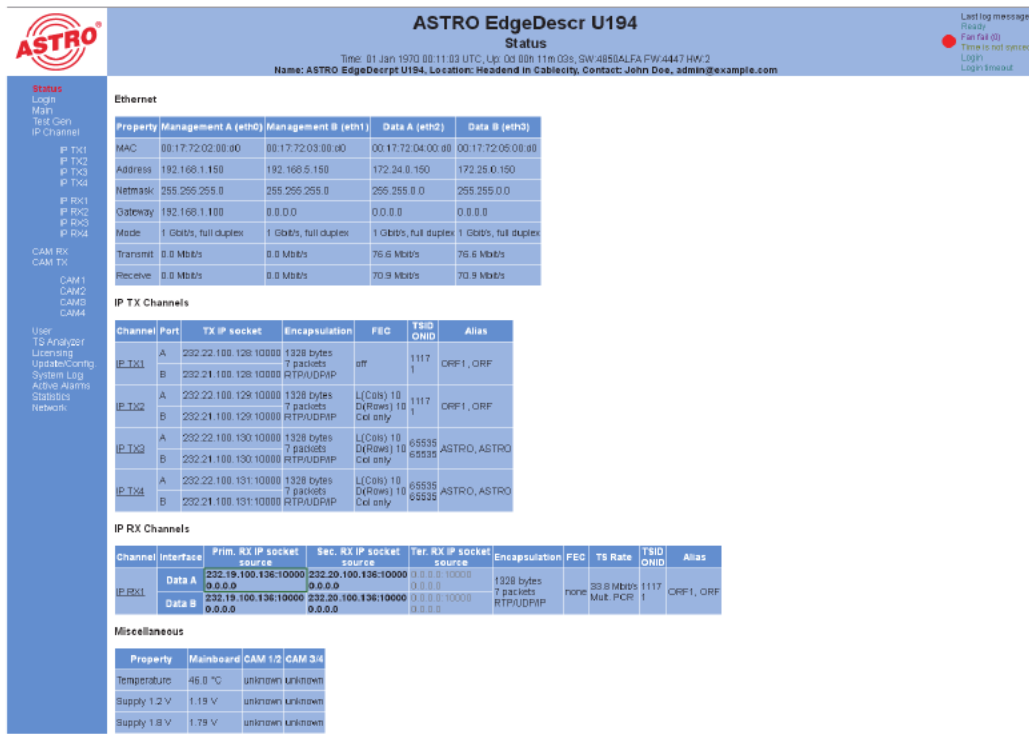 ASTRO
ASTRO EdgeDescr U194
Status
Time: 01 Jan 1970 00:11:03 UTC, Up: 0d 00h 11m 03s, SW:4850ALFA FW:4447 HW:2
Name: ASTRO EdgeDecrpt U194, Location: Headend in Cablecity, Contact: John Doe, admin@example.com
Last log message
Ready
Fan fail (0)
Time is not synced
Login
Login timeout
Status
Login
Main
Test Gen
IP Channel
IP TX1
IP TX2
IP TX3
IP TX4
IP RX1
IP RX2
IP RX3
IP RX4
CAM RX
CAM TX
CAM1
CAM2
CAM3
CAM4
User
TS Analyzer
Licensing
Update/Config
System Log
Active Alarms
Statistics
Network
Ethernet
Property Management A (eth0) Management B (eth1) Data A (eth2) Data B (eth3)
MAC 00:17:72:02:00:d0 00:17:72:03:00:d0 00:17:72:04:00:d0 00:17:72:05:00:d0
Address 192.168.1.150 192.168.5.150 172.24.0.150 172.25.0.150
Netmask 255.255.255.0 255.255.255.0 255.255.0.0 255.255.0.0
Gateway 192.168.1.100 0.0.0.0 0.0.0.0 0.0.0.0
Mode 1 Gbit/s, full duplex 1 Gbit/s, full duplex 1 Gbit/s, full duplex 1 Gbit/s, full duplex
Transmit 0.0 Mbit/s 0.0 Mbit/s 76.6 Mbit/s 76.6 Mbit/s
Receive 0.0 Mbit/s 0.0 Mbit/s 70.9 Mbit/s 70.9 Mbit/s
IP TX Channels
Channel Port TX IP socket Encapsulation FEC TSID ONID Alias
IP TX1 A 232.22.100.128:10000 1328 bytes 7 packets RTP/UDP/IP off 1117 1 ORF1, ORF
B 232.21.100.128:10000
IP TX2 A 232.22.100.129:10000 1328 bytes 7 packets RTP/UDP/IP L(Cols) 10 D(Rows) 10 Col only 1117 1 ORF1, ORF
B 232.21.100.129:10000
IP TX3 A 232.22.100.130:10000 1328 bytes 7 packets RTP/UDP/IP L(Cols) 10 D(Rows) 10 Col only 65535 65535 ASTRO, ASTRO
B 232.21.100.130:10000
IP TX4 A 232.22.100.131:10000 1328 bytes 7 packets RTP/UDP/IP L(Cols) 10 D(Rows) 10 Col only 65535 65535 ASTRO, ASTRO
B 232.21.100.131:10000
IP RX Channels
Channel Interface Prim. RX IP socket source Sec. RX IP socket source Ter. RX IP socket source Encapsulation FEC TS Rate TSID ONID Alias
IP RX1 Data A 232.19.100.136:10000 0.0.0.0 232.20.100.136:10000 0.0.0.0 0.0.0.0:10000 0.0.0.0 1328 bytes 7 packets RTP/UDP/IP none 33.8 Mbit/s Mult. PCR 1117 1 ORF1, ORF
Data B 232.19.100.136:10000 0.0.0.0 232.20.100.136:10000 0.0.0.0 0.0.0.0:10000 0.0.0.0
Miscellaneous
Property Mainboard CAM 1/2 CAM 3/4
Temperature 46.0 °C unknown unknown
Supply 1.2 V 1.19 V unknown unknown
Supply 1.8 V 1.79 V unknown unknown